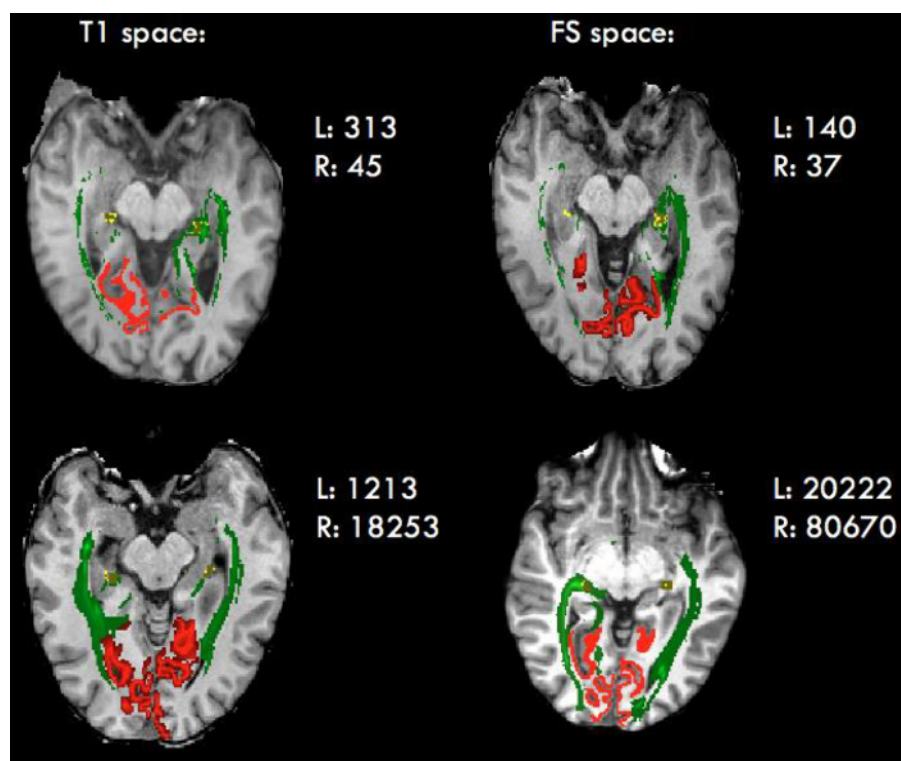 T1 space:
FS space:
L: 313
R: 45
L: 140
R: 37
L: 1213
R: 18253
L: 20222
R: 80670